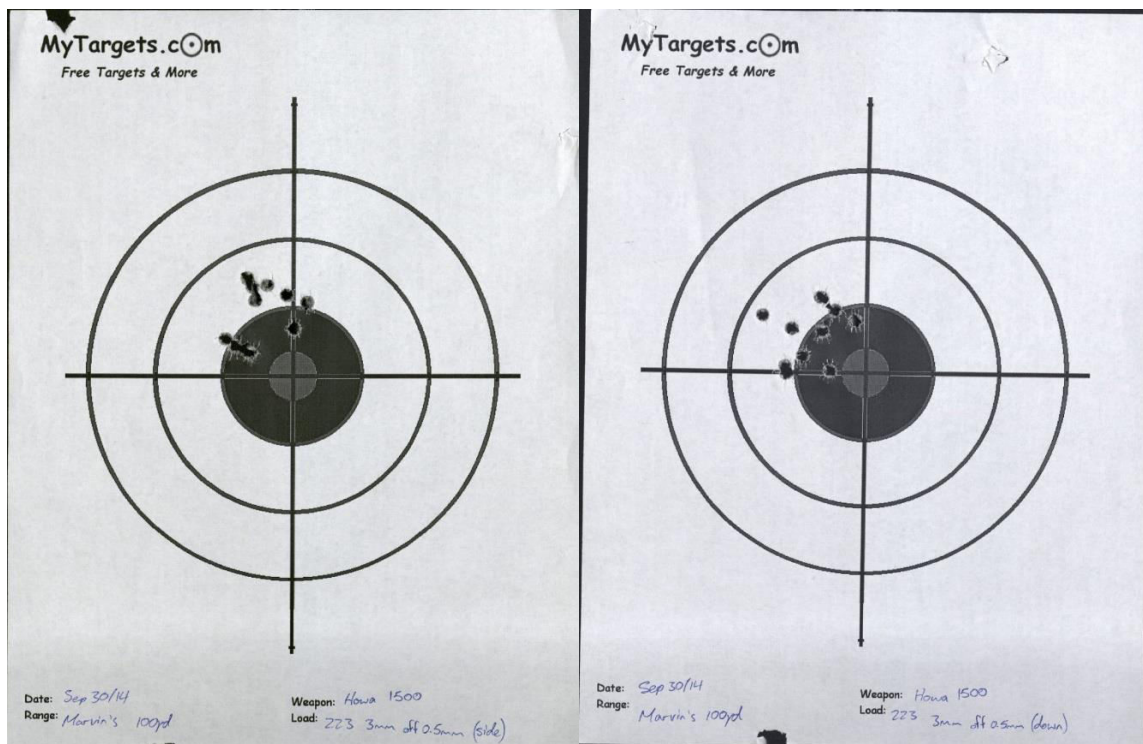 MyTargets.com
Free Targets & More
Date: Sep 30/14
Range: Marvin's 100yd
Weapon: Howa 1500
Load: 223 3mm off 0.5mm (side)
MyTargets.com
Free Targets & More
Date: Sep 30/14
Range: Marvin's 100yd
Weapon: Howa 1500
Load: 223 3mm off 0.5mm (down)